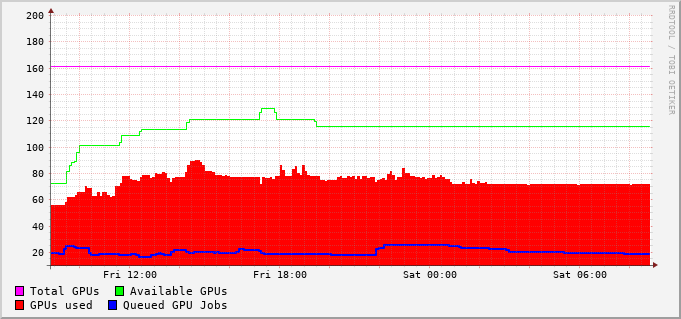 RRDTOOL / TOBI OETIKER
200
180
160
140
120
100
80
60
40
20
Fri 12:00 Fri 18:00 Sat 00:00 Sat 06:00
Total GPUs Available GPUs
GPUs used Queued GPU Jobs